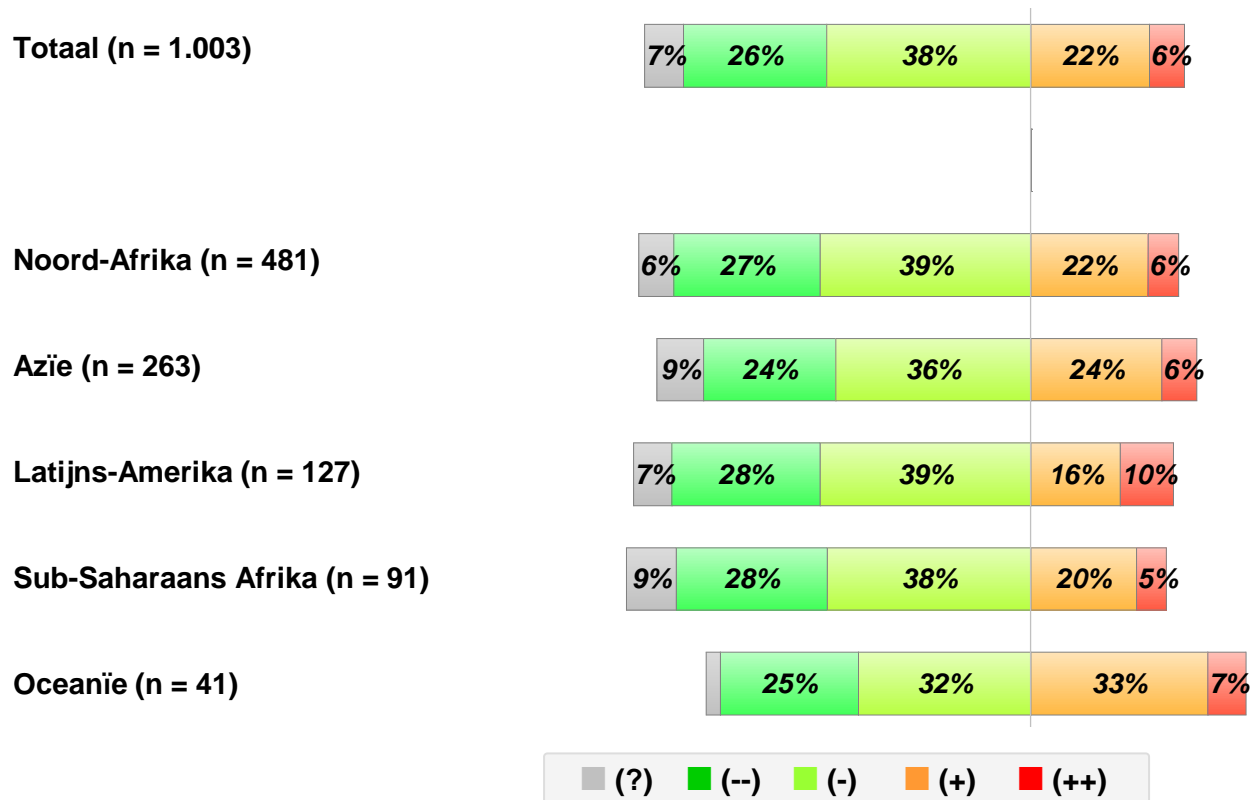 Totaal (n = 1.003)
7% 26% 38% 22% 6%
Noord-Afrika (n = 481)
6% 27% 39% 22% 6%
Azïe (n = 263)
9% 24% 36% 24% 6%
Latijns-Amerika (n = 127)
7% 28% 39% 16% 10%
Sub-Saharaans Afrika (n = 91)
9% 28% 38% 20% 5%
Oceanïe (n = 41)
25% 32% 33% 7%
(?) (--) (-) (+) (++)